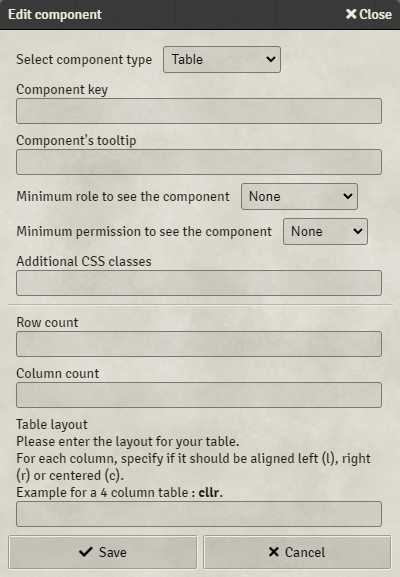 Edit component
Close
Select component type
Table
Component key
Component's tooltip
Minimum role to see the component
None
Minimum permission to see the component
None
Additional CSS classes
Row count
Column count
Table layout
Please enter the layout for your table.
For each column, specify if it should be aligned left (l), right
(r) or centered (c).
Example for a 4 column table : cllr.
Save
Cancel